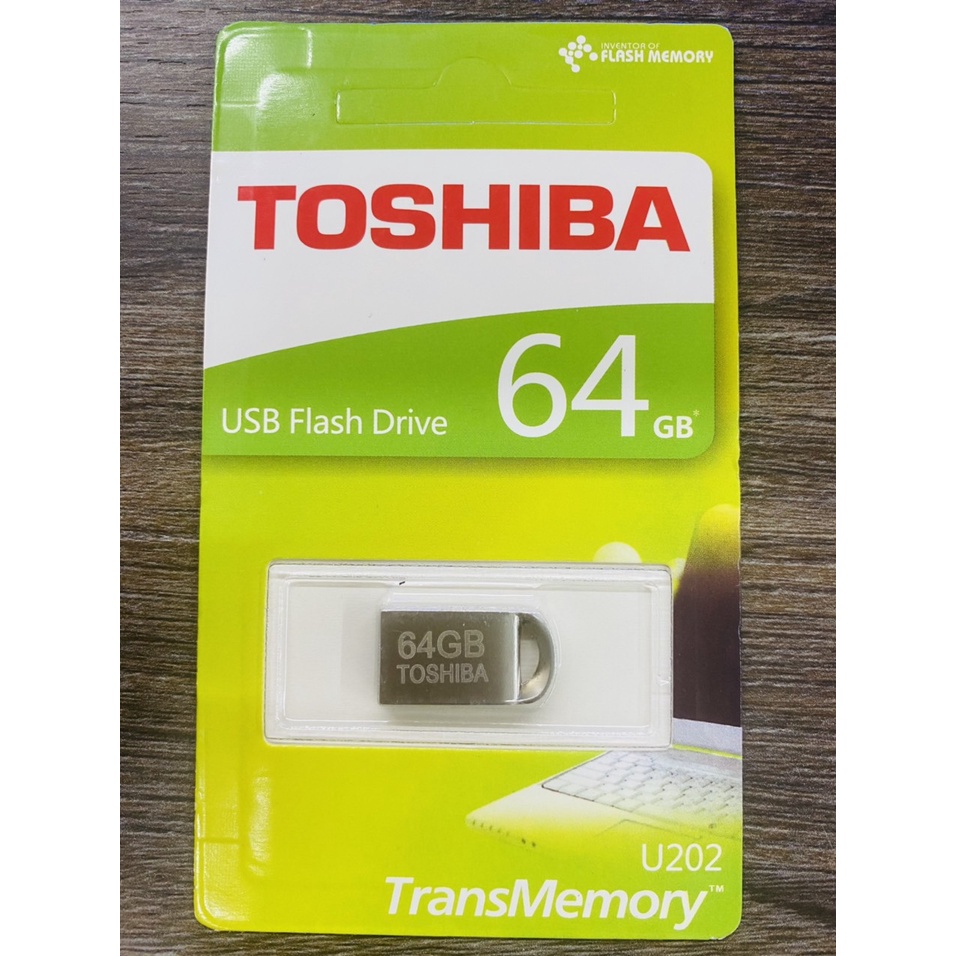 INVENTOR OF
FLASH MEMORY
TOSHIBA
USB Flash Drive 64 GB*
64GB
TOSHIBA
U202
TransMemory™